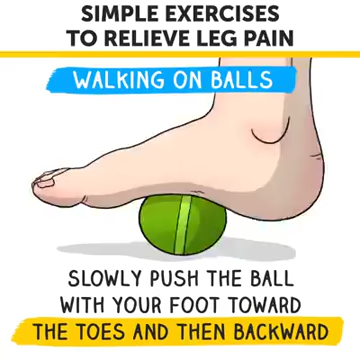 SIMPLE EXERCISES
TO RELIEVE LEG PAIN
WALKING ON BALLS
SLOWLY PUSH THE BALL
WITH YOUR FOOT TOWARD
THE TOES AND THEN BACKWARD